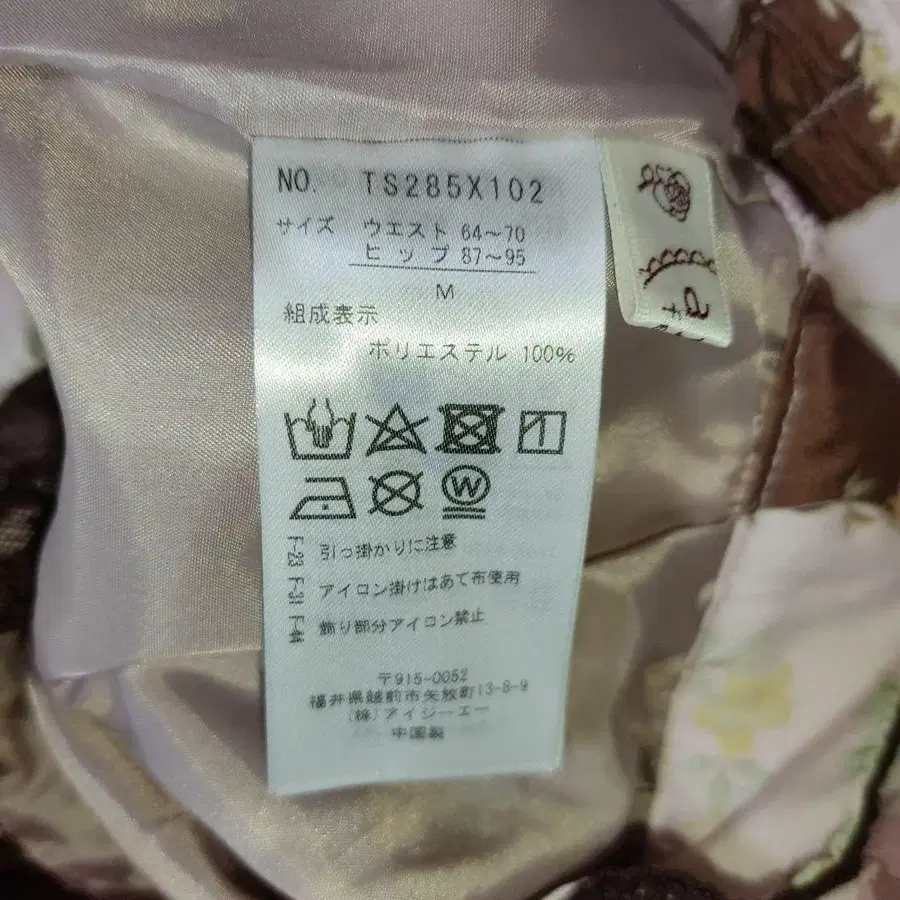 NO. TS285X102
サイズ ウエスト 64〜70
ヒップ 87〜95
M
組成表示
ポリエステル 100%
W
F-23 引っ掛かりに注意
F-31 アイロン掛けはあて布使用
F-44 飾り部分アイロン禁止
〒915-0052
福井県越前市矢放町13-8-9
(株)アイジーエー
中国製